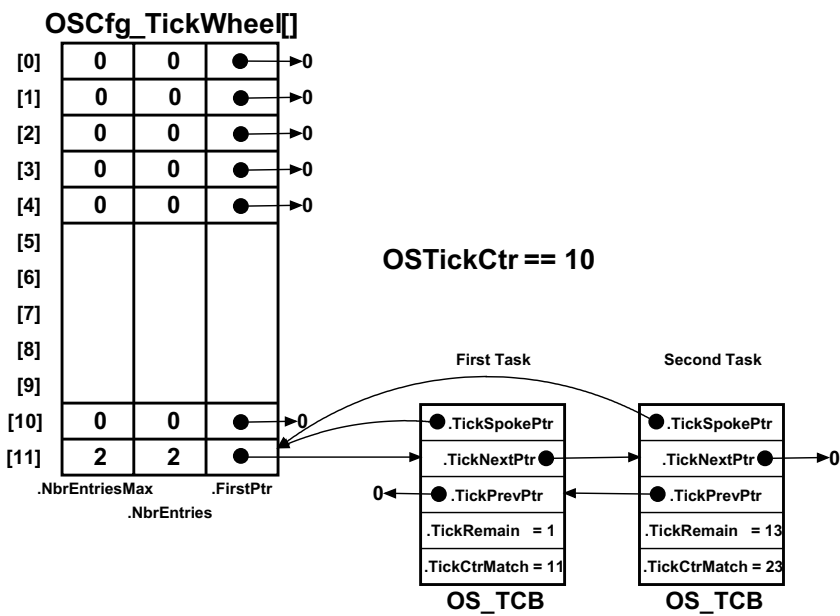 OSCfg_TickWheel[]
[0] 0 0 0
[1] 0 0 0
[2] 0 0 0
[3] 0 0 0
[4] 0 0 0
[5]
[6]
[7]
[8]
[9]
[10] 0 0 0
[11] 2 2
.NbrEntriesMax .FirstPtr
.NbrEntries
OSTickCtr == 10
First Task
.TickSpokePtr
.TickNextPtr
0 .TickPrevPtr
.TickRemain = 1
.TickCtrMatch = 11
OS_TCB
Second Task
.TickSpokePtr
.TickNextPtr 0
.TickPrevPtr
.TickRemain = 13
.TickCtrMatch = 23
OS_TCB